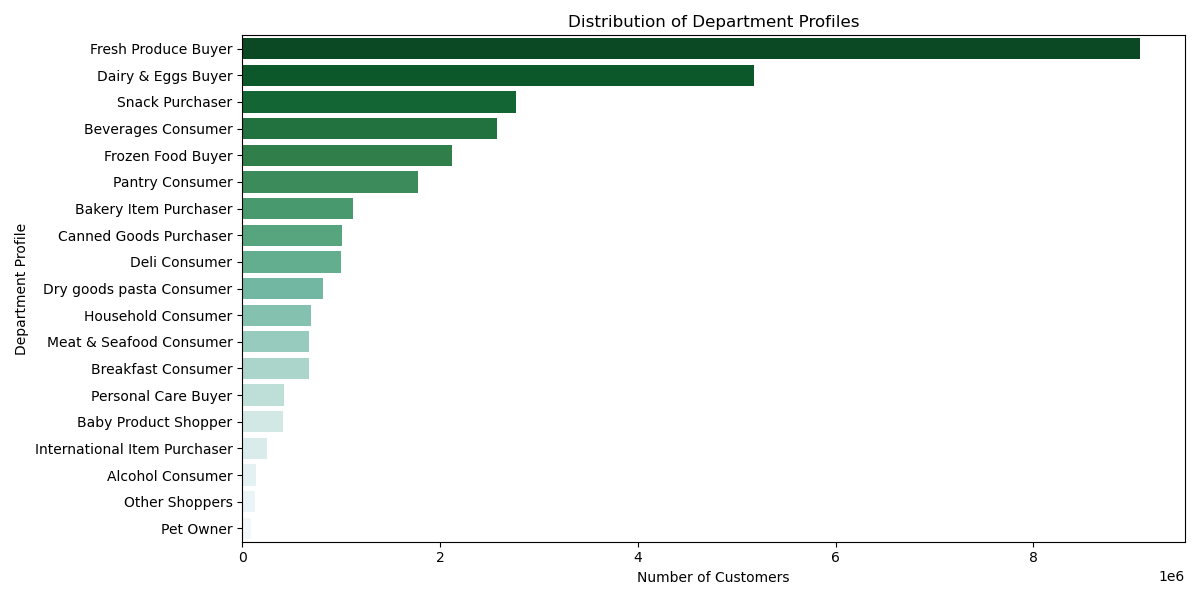 Distribution of Department Profiles
Department Profile
Fresh Produce Buyer
Dairy & Eggs Buyer
Snack Purchaser
Beverages Consumer
Frozen Food Buyer
Pantry Consumer
Bakery Item Purchaser
Canned Goods Purchaser
Deli Consumer
Dry goods pasta Consumer
Household Consumer
Meat & Seafood Consumer
Breakfast Consumer
Personal Care Buyer
Baby Product Shopper
International Item Purchaser
Alcohol Consumer
Other Shoppers
Pet Owner
0 2 4 6 8
1e6
Number of Customers